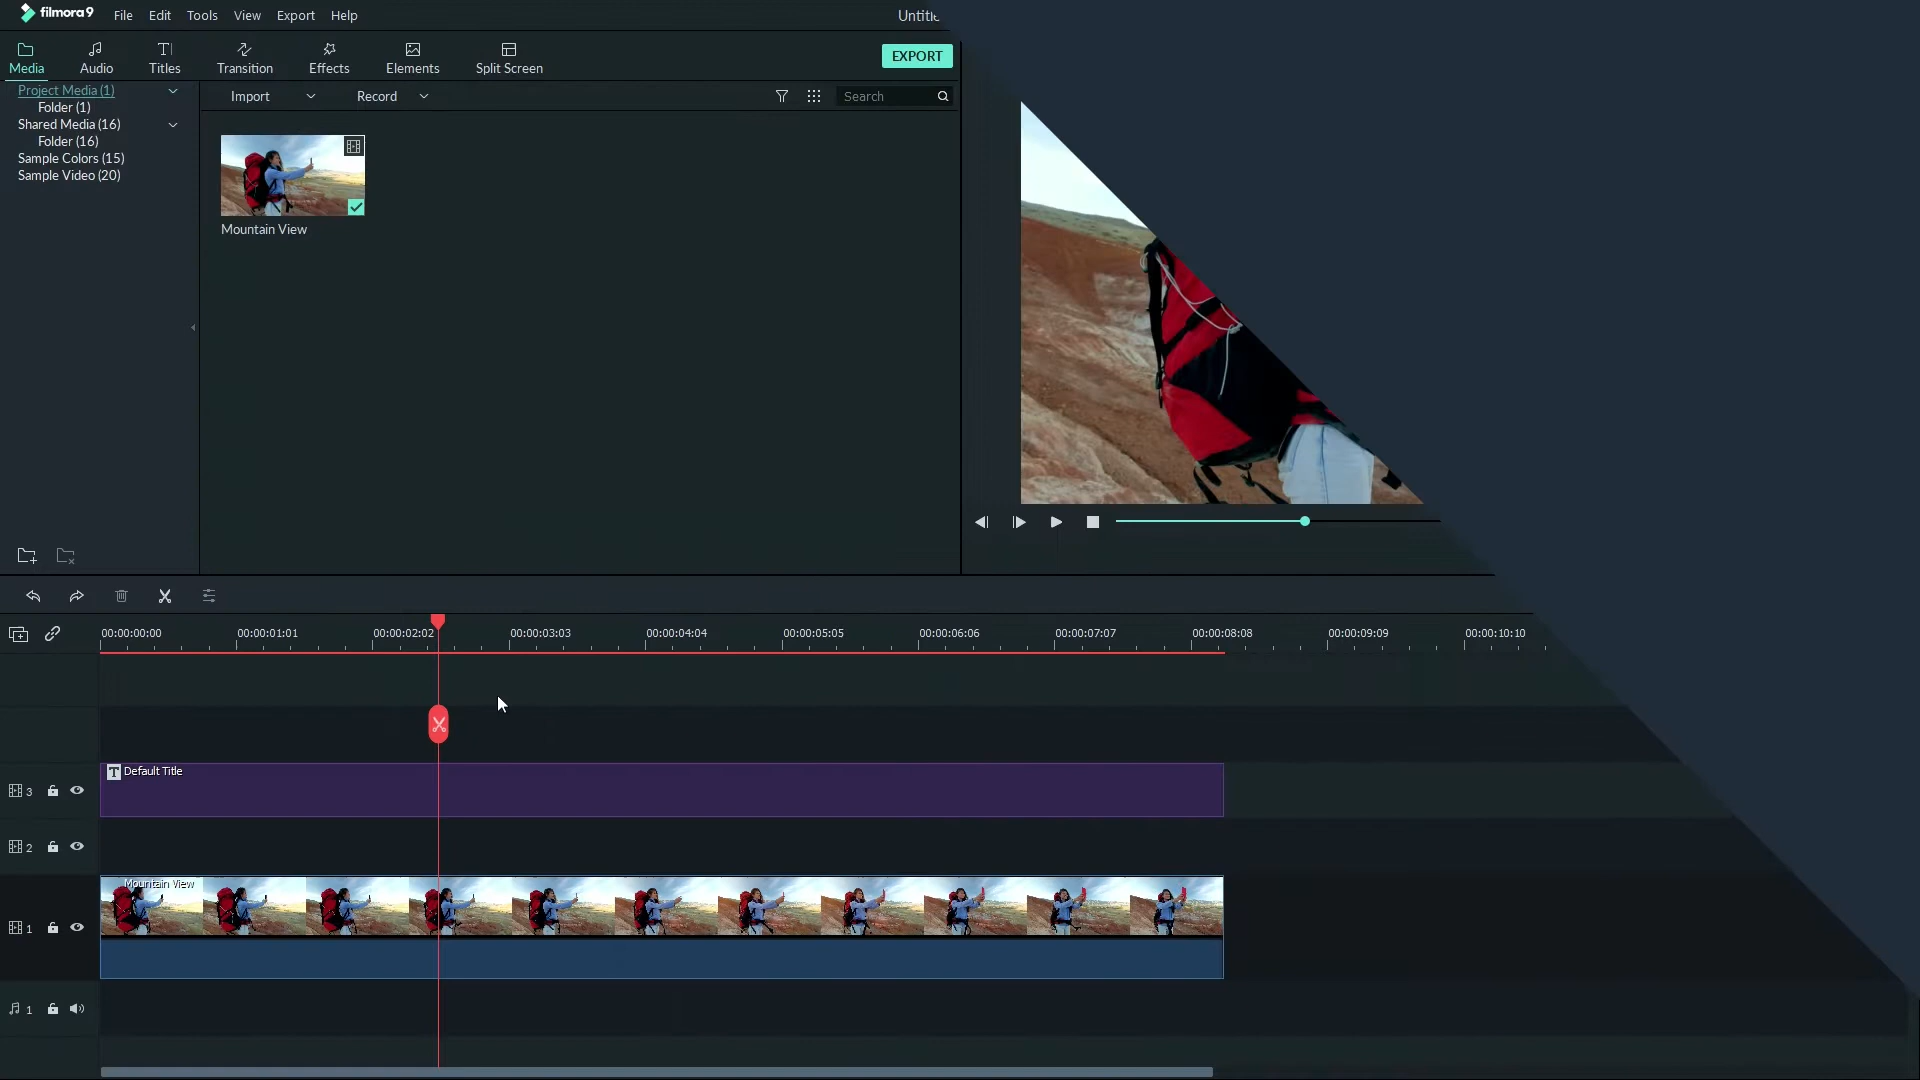 filmora9 File Edit Tools View Export Help Untitle
Media Audio Titles Transition Effects Elements Split Screen EXPORT
Project Media (1)
Folder (1)
Shared Media (16)
Folder (16)
Sample Colors (15)
Sample Video (20)
Import Record Search
Mountain View
00:00:00:00 00:00:01:01 00:00:02:02 00:00:03:03 00:00:04:04 00:00:05:05 00:00:06:06 00:00:07:07 00:00:08:08 00:00:09:09 00:00:10:10
T Default Title
3
2
Mountain View
1
1